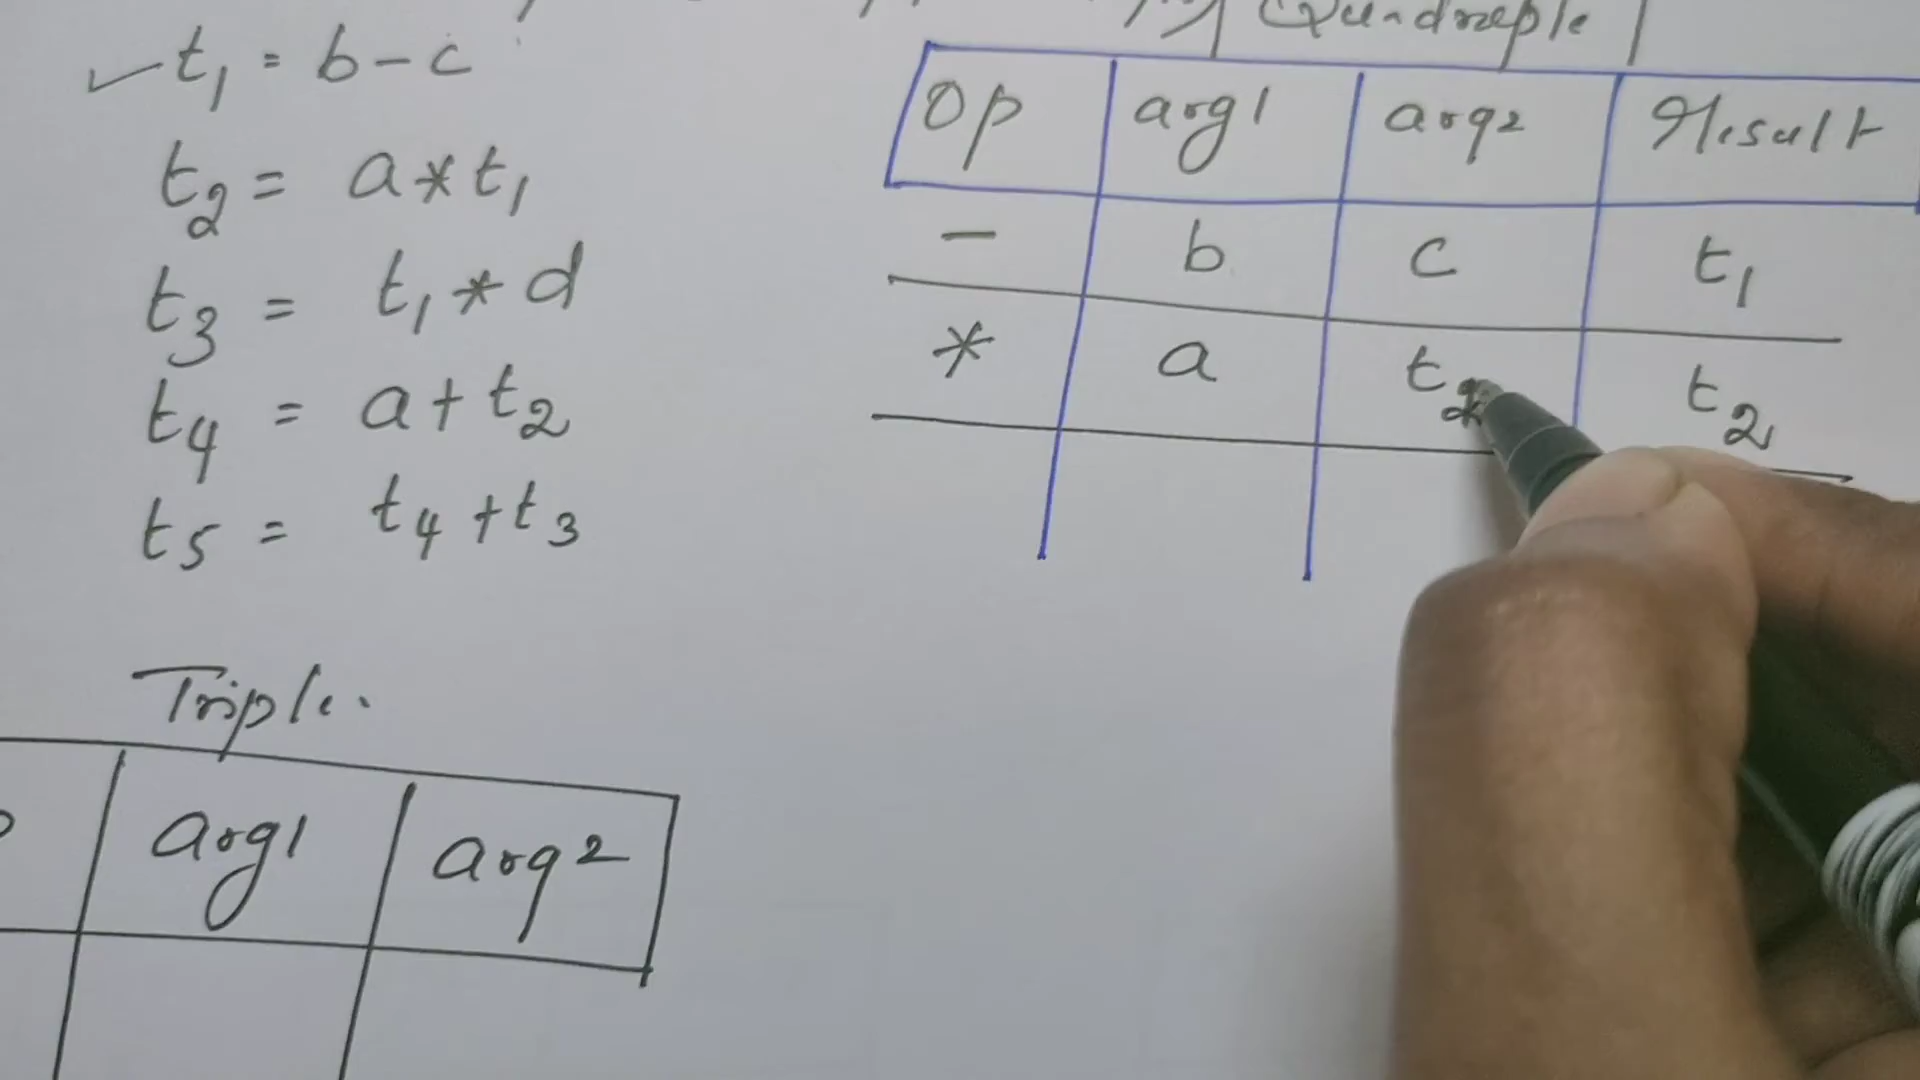 Quadraple
t1 = b - c
t2 = a * t1
t3 = t1 * d
t4 = a + t2
t5 = t4 + t3
Op arg1 arg2 Result
- b c t1
* a t t2
Triple.
arg1 arg2